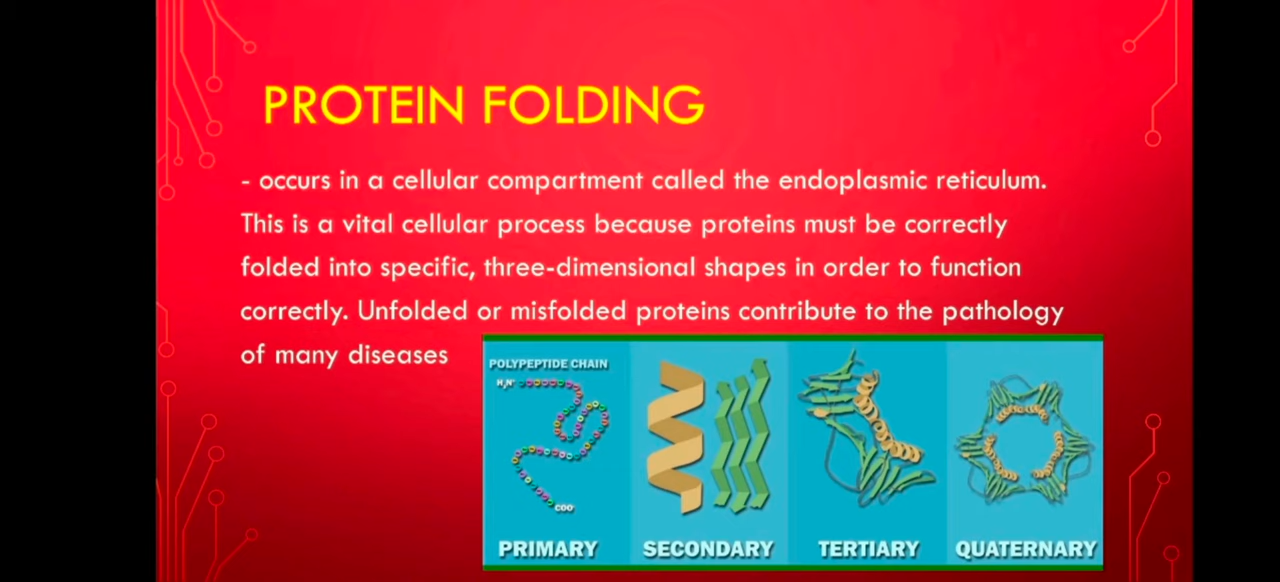 PROTEIN FOLDING
- occurs in a cellular compartment called the endoplasmic reticulum.
This is a vital cellular process because proteins must be correctly
folded into specific, three-dimensional shapes in order to function
correctly. Unfolded or misfolded proteins contribute to the pathology
of many diseases
POLYPEPTIDE CHAIN
H₂N⁺
COO⁻
PRIMARY
SECONDARY
TERTIARY
QUATERNARY